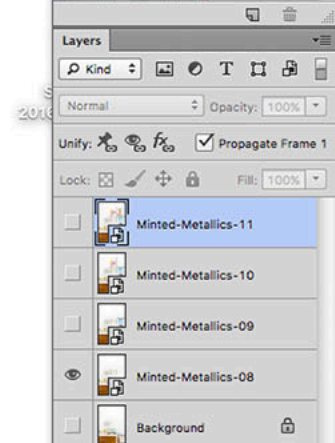 Layers
Kind
S
2016
Normal Opacity: 100%
Unify: Propagate Frame 1
Lock: Fill: 100%
Minted-Metallics-11
Minted-Metallics-10
Minted-Metallics-09
Minted-Metallics-08
Background